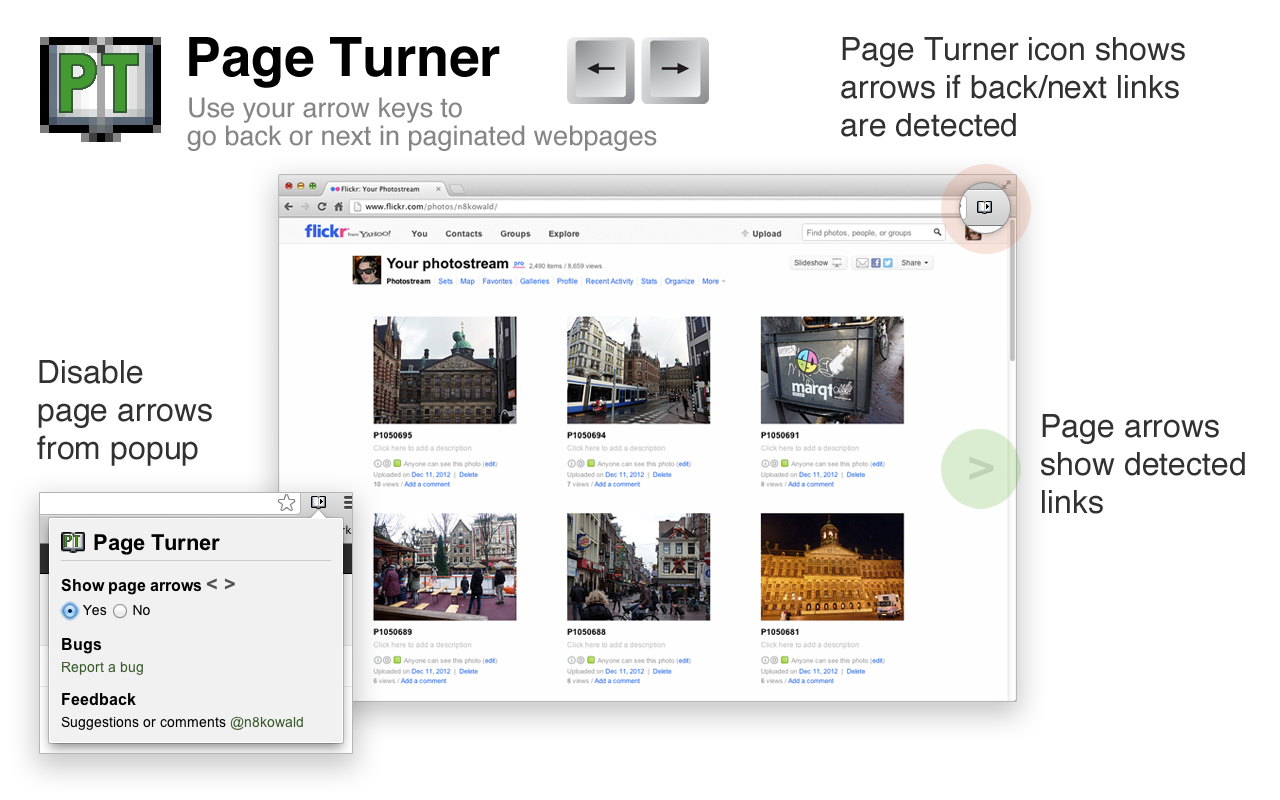 PT
Page Turner
Use your arrow keys to
go back or next in paginated webpages
Page Turner icon shows
arrows if back/next links
are detected
Flickr: Your Photostream
www.flickr.com/photos/n8kowald/
flickr from YAHOO! You Contacts Groups Explore Upload Find photos, people, or groups
Your photostream pro 2,490 items / 8,659 views Slideshow Share
Photostream Sets Map Favorites Galleries Profile Recent Activity Stats Organize More
marqt
P1050695 P1050694 P1050691
Click here to add a description Click here to add a description Click here to add a description
Anyone can see this photo (edit) Anyone can see this photo (edit) Anyone can see this photo (edit)
Uploaded on Dec 11, 2012 | Delete Uploaded on Dec 11, 2012 | Delete Uploaded on Dec 11, 2012 | Delete
10 views / Add a comment 7 views / Add a comment 8 views / Add a comment
P1050689 P1050688 P1050681
Click here to add a description Click here to add a description Click here to add a description
Anyone can see this photo (edit) Anyone can see this photo (edit) Anyone can see this photo (edit)
Uploaded on Dec 11, 2012 | Delete Uploaded on Dec 11, 2012 | Delete Uploaded on Dec 11, 2012 | Delete
6 views / Add a comment 8 views / Add a comment 6 views / Add a comment
>
Page arrows
show detected
links
Disable
page arrows
from popup
rk
PT Page Turner
Show page arrows < >
Yes No
Bugs
Report a bug
Feedback
Suggestions or comments @n8kowald